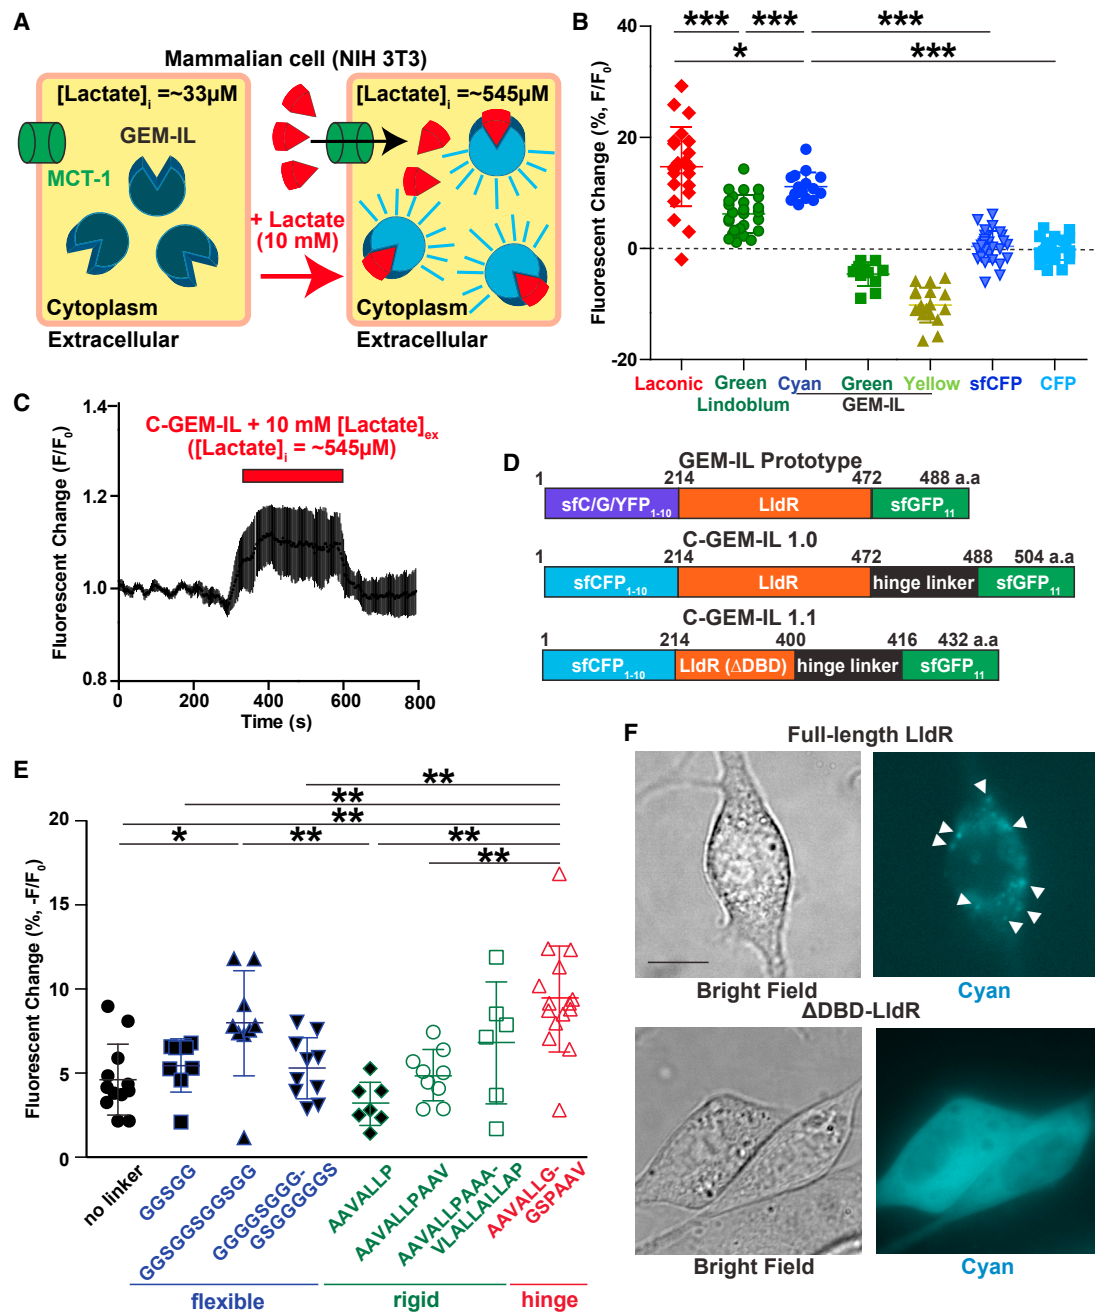 A
Mammalian cell (NIH 3T3)
[Lactate]i =~33µM
GEM-IL
MCT-1
Cytoplasm
Extracellular
+ Lactate
(10 mM)
[Lactate]i =~545µM
Cytoplasm
Extracellular
B
Fluorescent Change (%, F/F0)
40
20
0
-20
*** *** ***
* ***
Laconic
Green
Lindoblum
Cyan
Green
Yellow
GEM-IL
sfCFP
CFP
C
Fluorescent Change (F/F0)
1.4
1.2
1.0
0.8
C-GEM-IL + 10 mM [Lactate]ex
([Lactate]i = ~545µM)
0 200 400 600 800
Time (s)
D
GEM-IL Prototype
1 214 472 488 a.a
sfC/G/YFP1-10 LldR sfGFP11
C-GEM-IL 1.0
1 214 472 488 504 a.a
sfCFP1-10 LldR hinge linker sfGFP11
C-GEM-IL 1.1
1 214 400 416 432 a.a
sfCFP1-10 LldR (ΔDBD) hinge linker sfGFP11
E
Fluorescent Change (%, -F/F0)
20
15
10
5
0
**
**
**
* ** **
**
no linker
GGSGG
GGSGGSGGSGG
GGGGSGGG-
GSGGGGGS
AAVALLP
AAVALLPAAV
AAVALLPAAA-
VLALLALLAP
AAVALLG-
GSPAAV
flexible
rigid
hinge
F
Full-length LldR
Bright Field
Cyan
ΔDBD-LldR
Bright Field
Cyan